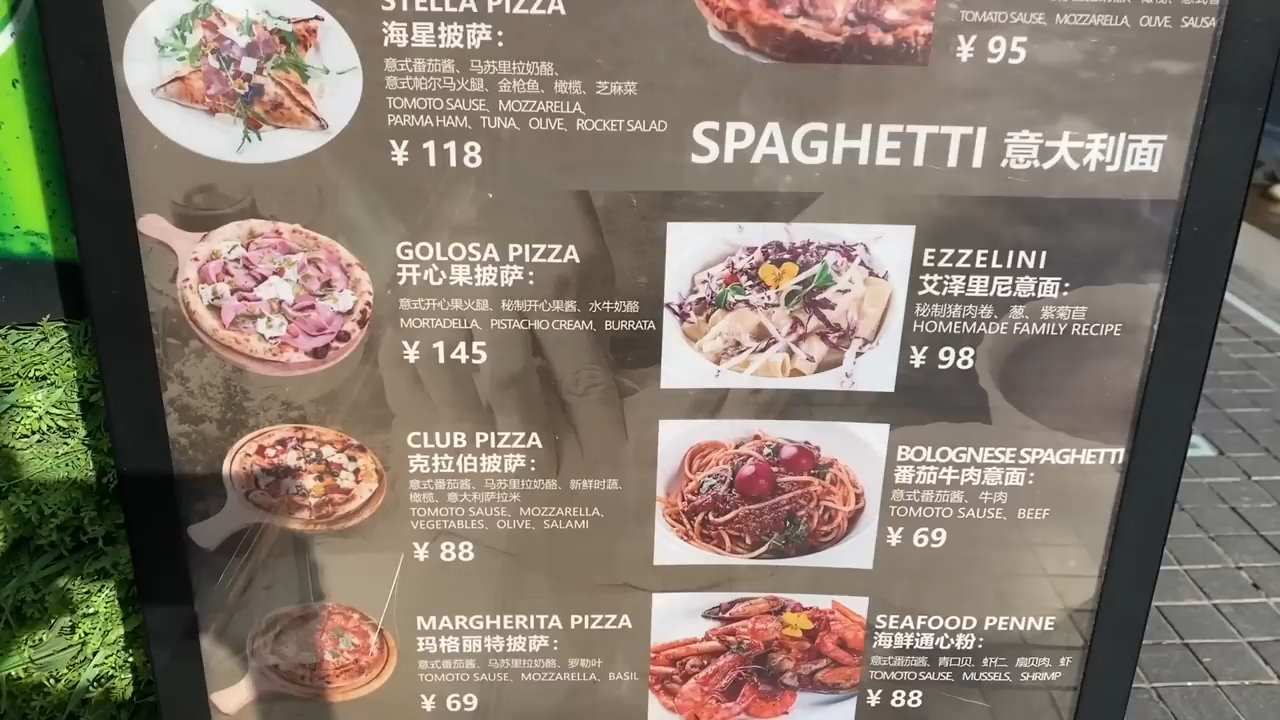 STELLA PIZZA
海星披萨：
意式番茄酱、马苏里拉奶酪、
意式帕尔马火腿、金枪鱼、橄榄、芝麻菜
TOMOTO SAUSE, MOZZARELLA,
PARMA HAM、TUNA、OLIVE、ROCKET SALAD
¥ 118
GOLOSA PIZZA
开心果披萨：
意式开心果火腿、秘制开心果酱、水牛奶酪
MORTADELLA、PISTACHIO CREAM、BURRATA
¥ 145
CLUB PIZZA
克拉伯披萨：
意式番茄酱、马苏里拉奶酪、新鲜时蔬、
橄榄、意大利萨拉米
TOMOTO SAUSE、MOZZARELLA、
VEGETABLES、OLIVE、SALAMI
¥ 88
MARGHERITA PIZZA
玛格丽特披萨：
意式番茄酱、马苏里拉奶酪、罗勒叶
TOMOTO SAUSE、MOZZARELLA、BASIL
¥ 69
TOMATO SAUSE、MOZZARELLA、OLIVE、SAUSA
¥ 95
SPAGHETTI 意大利面
EZZELINI
艾泽里尼意面：
秘制猪肉卷、葱、紫菊苣
HOMEMADE FAMILY RECIPE
¥ 98
BOLOGNESE SPAGHETTI
番茄牛肉意面：
意式番茄酱、牛肉
TOMOTO SAUSE、BEEF
¥ 69
SEAFOOD PENNE
海鲜通心粉：
意式番茄酱、青口贝、虾仁、扇贝肉、虾
TOMOTO SAUSE、MUSSELS、SHRIMP
¥ 88